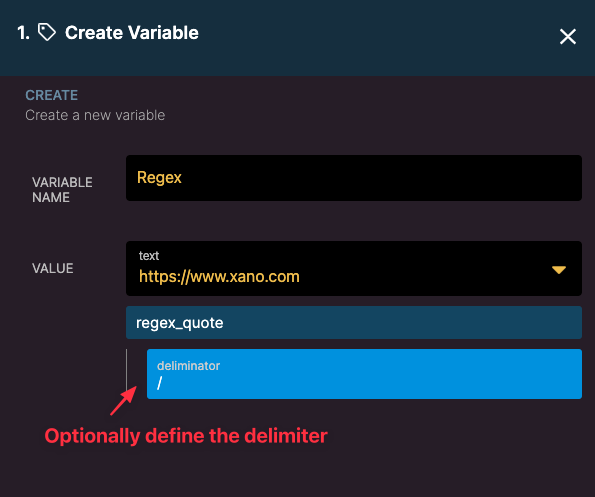 1. Create Variable
CREATE
Create a new variable
VARIABLE
NAME
Regex
VALUE
text
https://www.xano.com
regex_quote
deliminator
/
Optionally define the delimiter